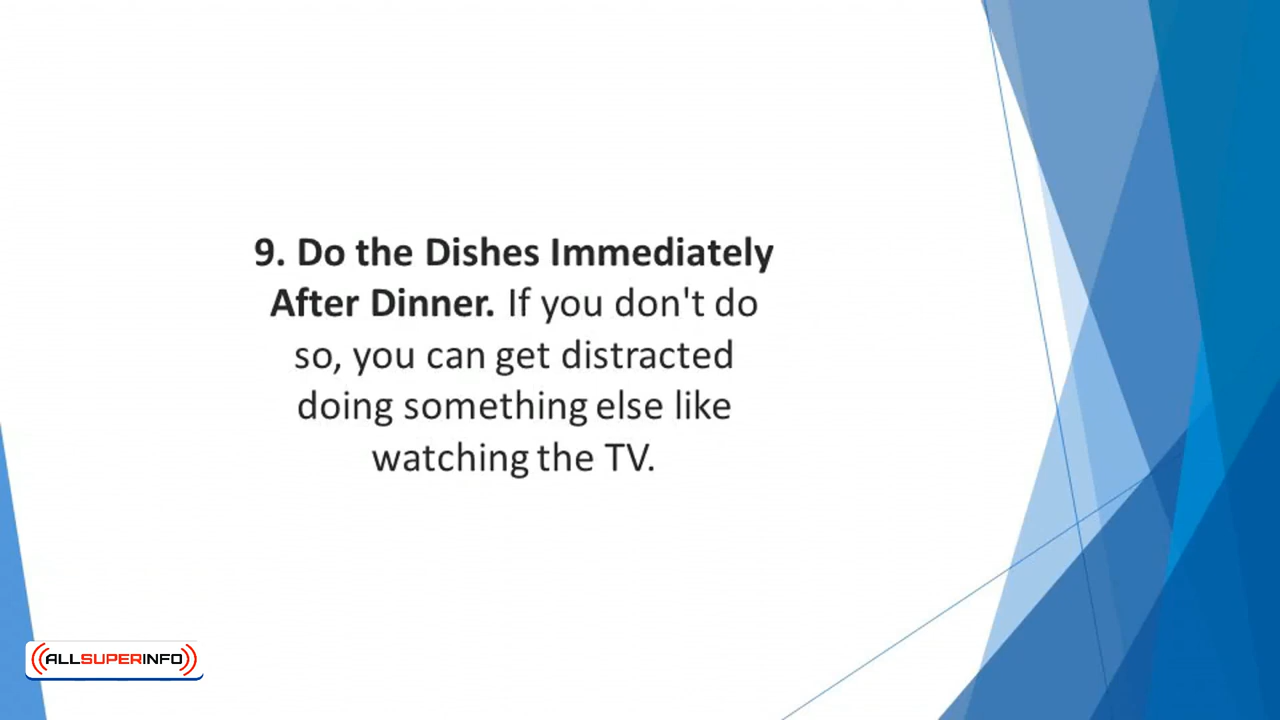 9. Do the Dishes Immediately
After Dinner. If you don't do
so, you can get distracted
doing something else like
watching the TV.
ALLSUPERINFO